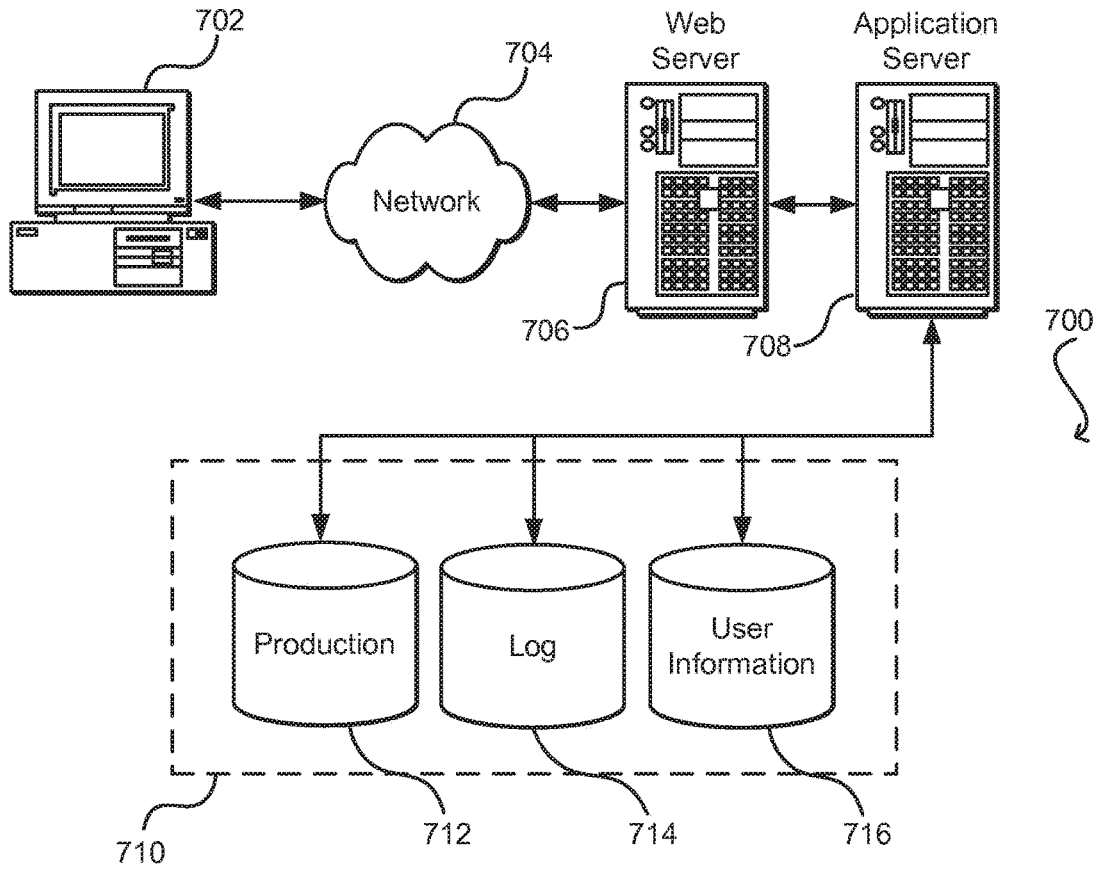 702
704
Web
Server
Application
Server
Network
706
708
700
Production
Log
User
Information
710
712
714
716